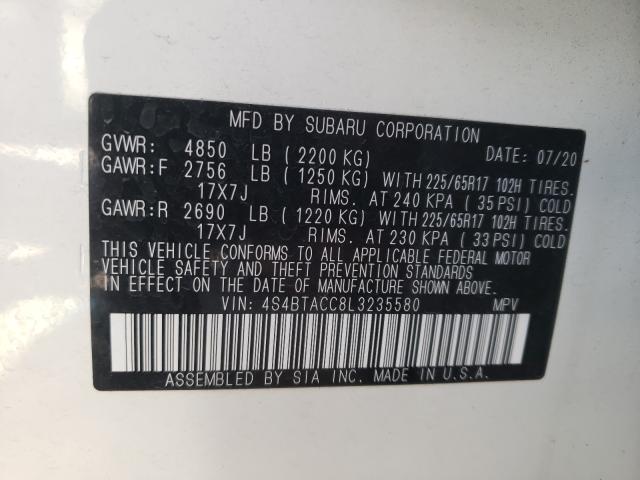 MFD BY SUBARU CORPORATION
GVWR: 4850 LB (2200 KG) DATE: 07/20
GAWR:F 2756 LB (1250 KG) WITH 225/65R17 102H TIRES.
17X7J RIMS. AT 240 KPA (35 PSI) COLD
GAWR:R 2690 LB (1220 KG) WITH 225/65R17 102H TIRES.
17X7J RIMS. AT 230 KPA (33 PSI) COLD
THIS VEHICLE CONFORMS TO ALL APPLICABLE FEDERAL MOTOR
VEHICLE SAFETY AND THEFT PREVENTION STANDARDS
IN EFFECT ON THE DATE OF MANUFACTURE SHOWN ABOVE.
VIN: 4S4BTACC8L3235580 MPV
ASSEMBLED BY SIA INC. MADE IN U.S.A.